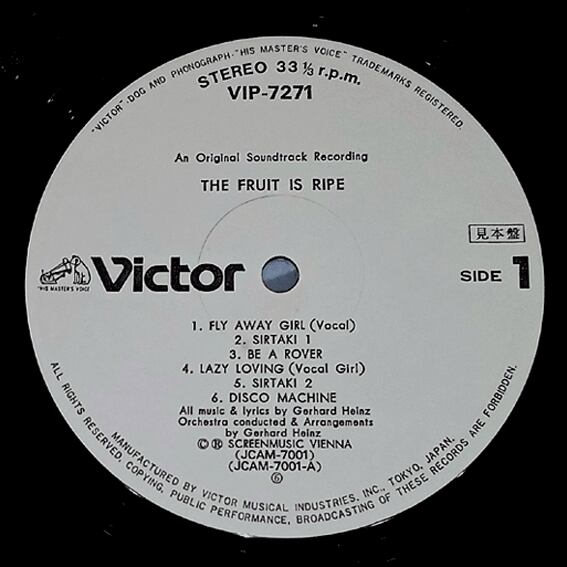 "VICTOR"-DOG AND PHONOGRAPH-"HIS MASTER'S VOICE" TRADEMARKS REGISTERED.
STEREO 33 ⅓ r.p.m.
VIP-7271
An Original Soundtrack Recording
THE FRUIT IS RIPE
見本盤
"HIS MASTER'S VOICE"
Victor
SIDE 1
1. FLY AWAY GIRL (Vocal)
2. SIRTAKI 1
3. BE A ROVER
4. LAZY LOVING (Vocal Girl)
5. SIRTAKI 2
6. DISCO MACHINE
All music & lyrics by Gerhard Heinz
Orchestra conducted & Arrangements
by Gerhard Heinz
Ⓒ Ⓡ SCREENMUSIC VIENNA
(JCAM-7001)
(JCAM-7001-A)
⑥
MANUFACTURED BY VICTOR MUSICAL INDUSTRIES, INC., TOKYO, JAPAN.
ALL RIGHTS RESERVED, COPYING, PUBLIC PERFORMANCE, BROADCASTING OF THESE RECORDS ARE FORBIDDEN.